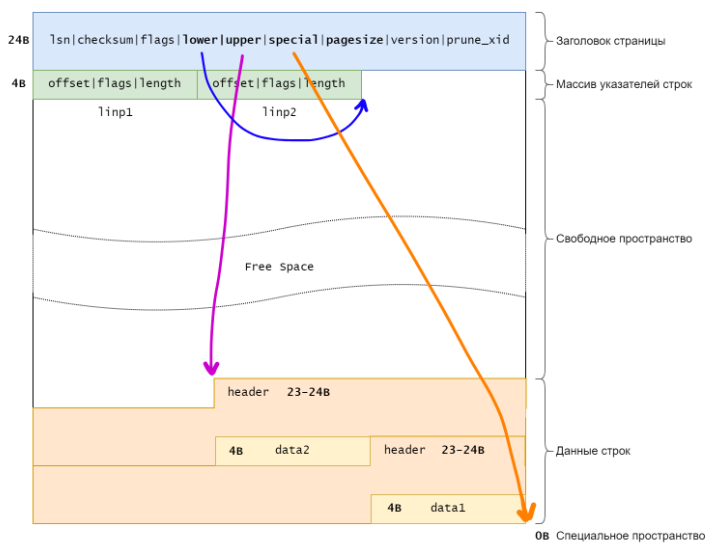 24B lsn|checksum|flags|lower|upper|special|pagesize|version|prune_xid Заголовок страницы
4B offset|flags|length offset|flags|length Массив указателей строк
linp1 linp2
Свободное пространство
Free Space
header 23-24B
4B data2 header 23-24B Данные строк
4B data1
0B Специальное пространство